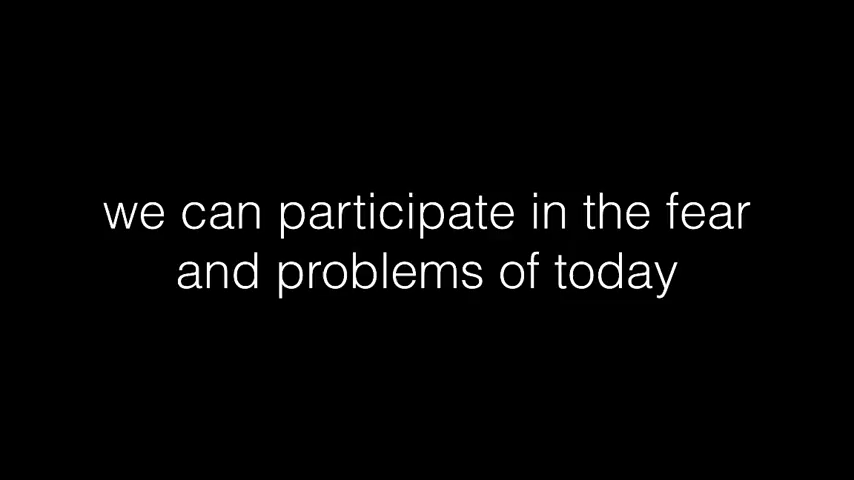 we can participate in the fear
and problems of today